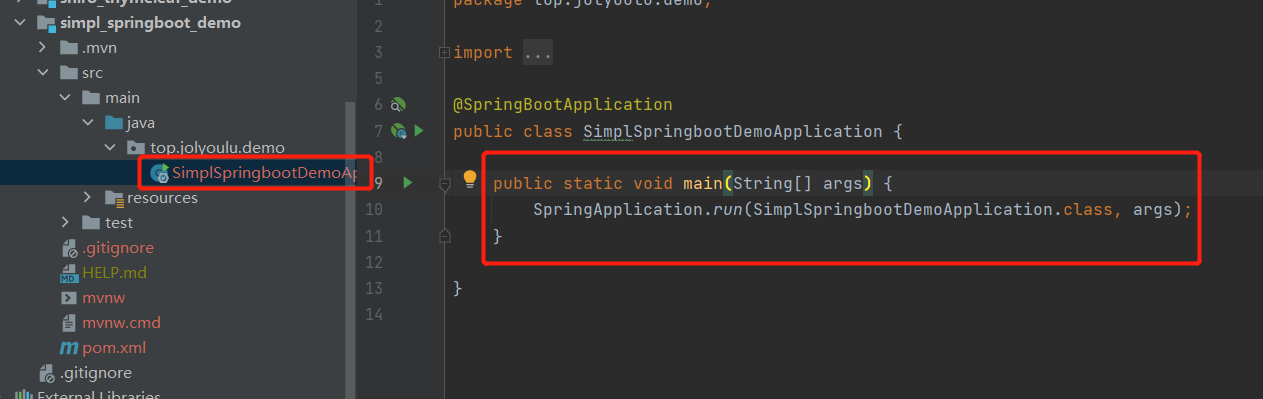 shiro_thymeleaf_demo
simpl_springboot_demo
.mvn
src
main
java
top.jolyoulu.demo
SimplSpringbootDemoAp
resources
test
.gitignore
HELP.md
mvnw
mvnw.cmd
pom.xml
.gitignore
External Libraries
1 package top.jolyoulu.demo;
2
3 import ...
5
6 @SpringBootApplication
7 public class SimplSpringbootDemoApplication {
8
9 public static void main(String[] args) {
10 SpringApplication.run(SimplSpringbootDemoApplication.class, args);
11 }
12
13 }
14